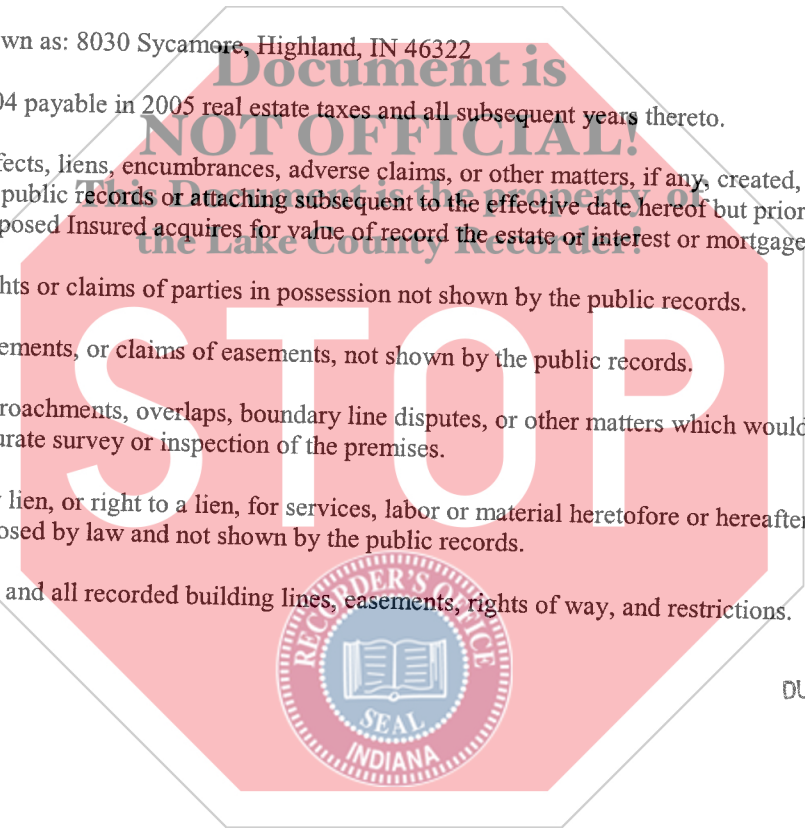 wn as: 8030 Sycamore, Highland, IN 46322
Document is
04 payable in 2005 real estate taxes and all subsequent years thereto.
NOT OFFICIAL!
fects, liens, encumbrances, adverse claims, or other matters, if any, created,
This Document is the property of
public records or attaching subsequent to the effective date hereof but prior
posed Insured acquires for value of record the estate or interest or mortgage
the Lake County Recorder!
hts or claims of parties in possession not shown by the public records.
STOP
ements, or claims of easements, not shown by the public records.
roachments, overlaps, boundary line disputes, or other matters which would
urate survey or inspection of the premises.
lien, or right to a lien, for services, labor or material heretofore or hereafter
osed by law and not shown by the public records.
and all recorded building lines, easements, rights of way, and restrictions.
RECORDER'S OFFICE
SEAL
INDIANA
DU